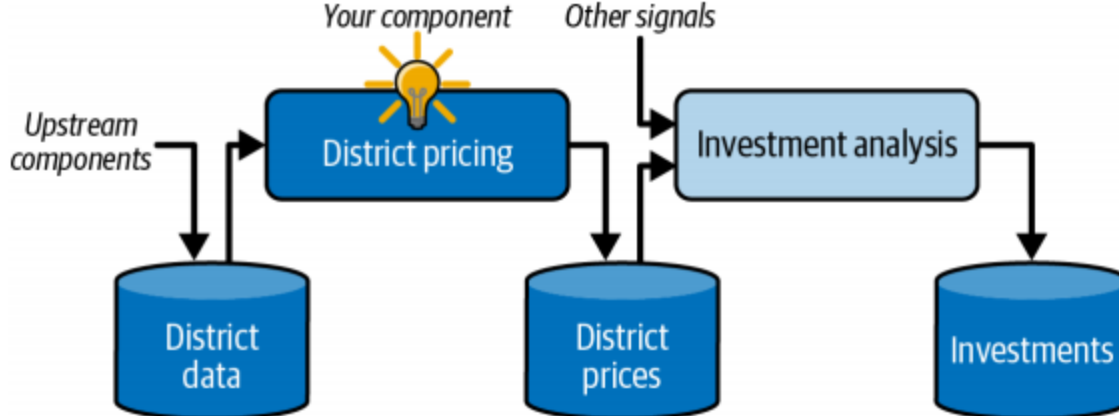 Your component
Other signals
Upstream
components
District pricing
Investment analysis
District
data
District
prices
Investments